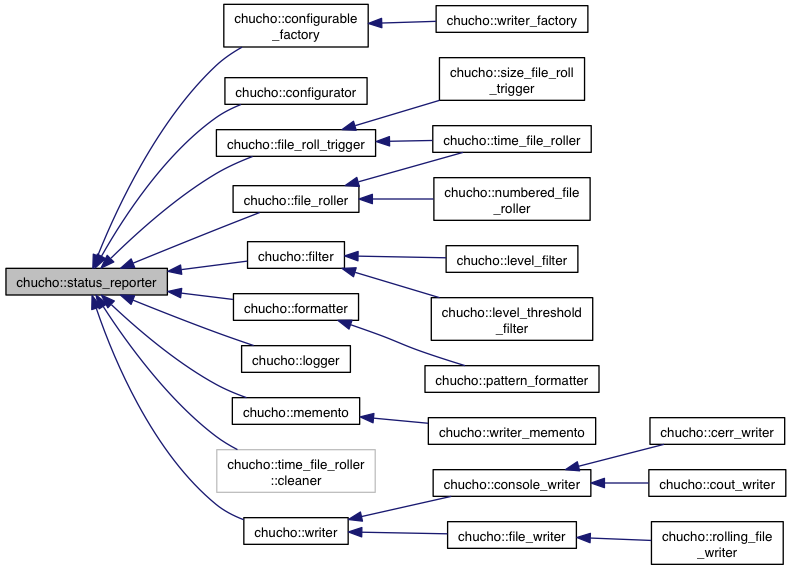 chucho::configurable
_factory
chucho::writer_factory
chucho::size_file_roll
_trigger
chucho::configurator
chucho::file_roll_trigger
chucho::time_file_roller
chucho::file_roller
chucho::numbered_file
_roller
chucho::filter
chucho::level_filter
chucho::status_reporter
chucho::formatter
chucho::level_threshold
_filter
chucho::logger
chucho::pattern_formatter
chucho::memento
chucho::writer_memento
chucho::cerr_writer
chucho::time_file_roller
::cleaner
chucho::console_writer
chucho::cout_writer
chucho::writer
chucho::file_writer
chucho::rolling_file
_writer